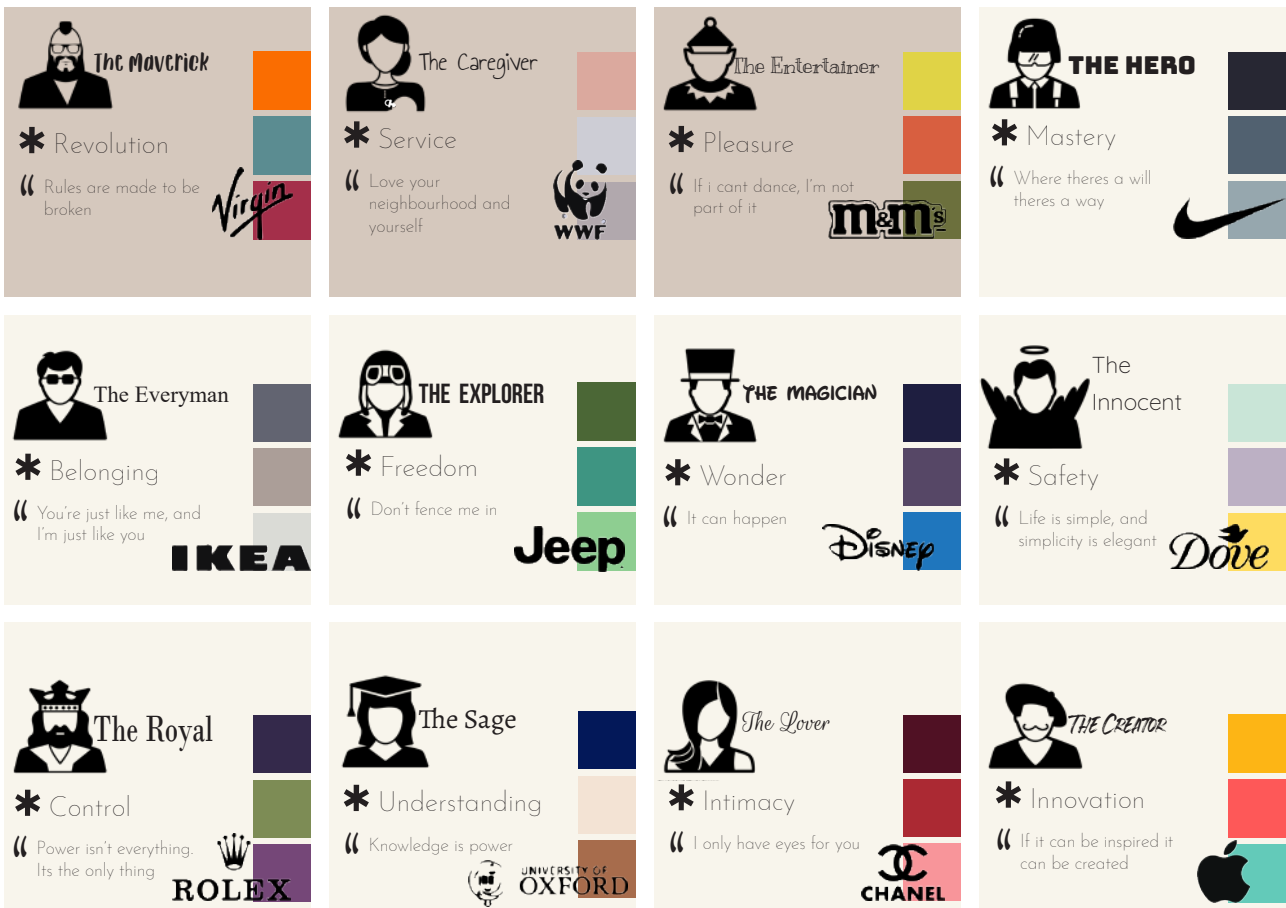 The Maverick
Revolution
Rules are made to be
broken
Virgin
The Caregiver
Service
Love your
neighbourhood and
yourself
WWF
The Entertainer
Pleasure
If i cant dance, I'm not
part of it
m&m's
THE HERO
Mastery
Where theres a will
theres a way
The Everyman
Belonging
You're just like me, and
I'm just like you
IKEA
THE EXPLORER
Freedom
Don't fence me in
Jeep
THE MAGICIAN
Wonder
It can happen
DISNEY
The
Innocent
Safety
Life is simple, and
simplicity is elegant
Dove
The Royal
Control
Power isn't everything.
Its the only thing
ROLEX
The Sage
Understanding
Knowledge is power
UNIVERSITY OF
OXFORD
The Lover
Intimacy
I only have eyes for you
CHANEL
THE CREATOR
Innovation
If it can be inspired it
can be created